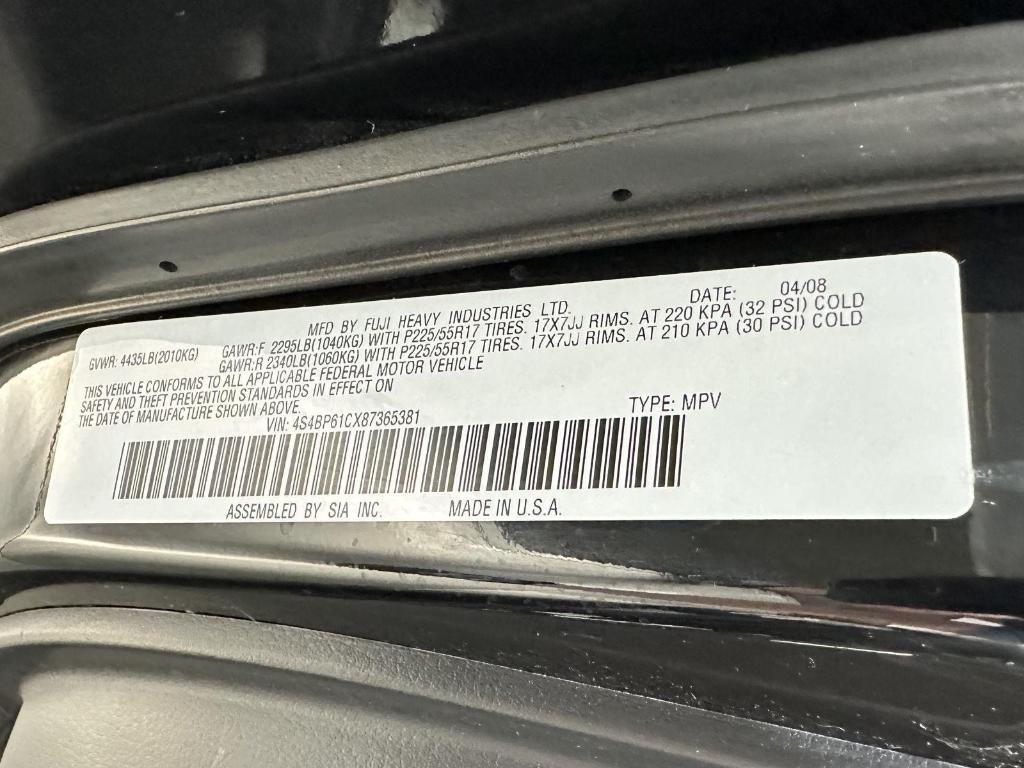 MFD BY FUJI HEAVY INDUSTRIES LTD. DATE: 04/08
GVWR: 4435LB(2010KG) GAWR:F 2295LB(1040KG) WITH P225/55R17 TIRES. 17X7JJ RIMS. AT 220 KPA (32 PSI) COLD
GAWR:R 2340LB(1060KG) WITH P225/55R17 TIRES. 17X7JJ RIMS. AT 210 KPA (30 PSI) COLD
THIS VEHICLE CONFORMS TO ALL APPLICABLE FEDERAL MOTOR VEHICLE
SAFETY AND THEFT PREVENTION STANDARDS IN EFFECT ON
THE DATE OF MANUFACTURE SHOWN ABOVE.
VIN: 4S4BP61CX87365381 TYPE: MPV
ASSEMBLED BY SIA INC. MADE IN U.S.A.